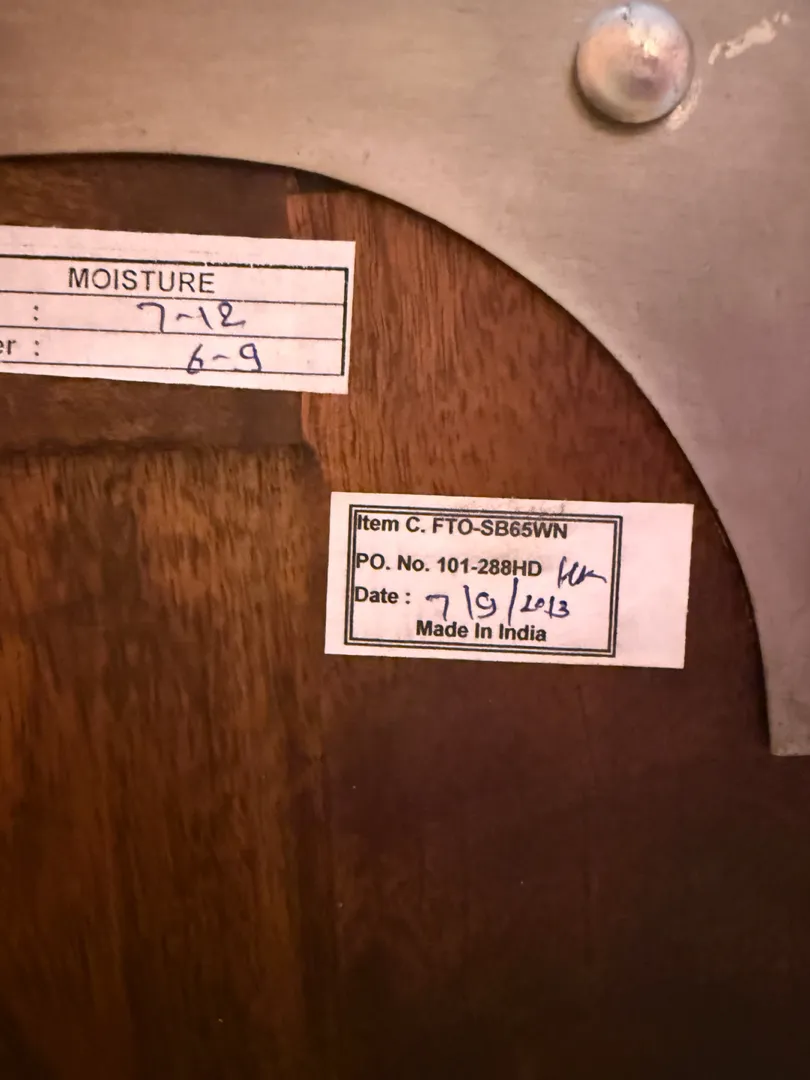 MOISTURE
: 7-12
er : 6-9
Item C. FTO-SB65WN
PO. No. 101-288HD
Date : 7/9/2013
Made In India